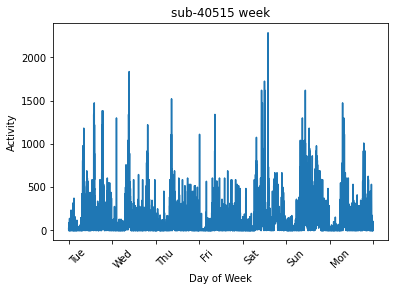 sub-40515 week
Activity
2000
1500
1000
500
0
Tue
Wed
Thu
Fri
Sat
Sun
Mon
Day of Week